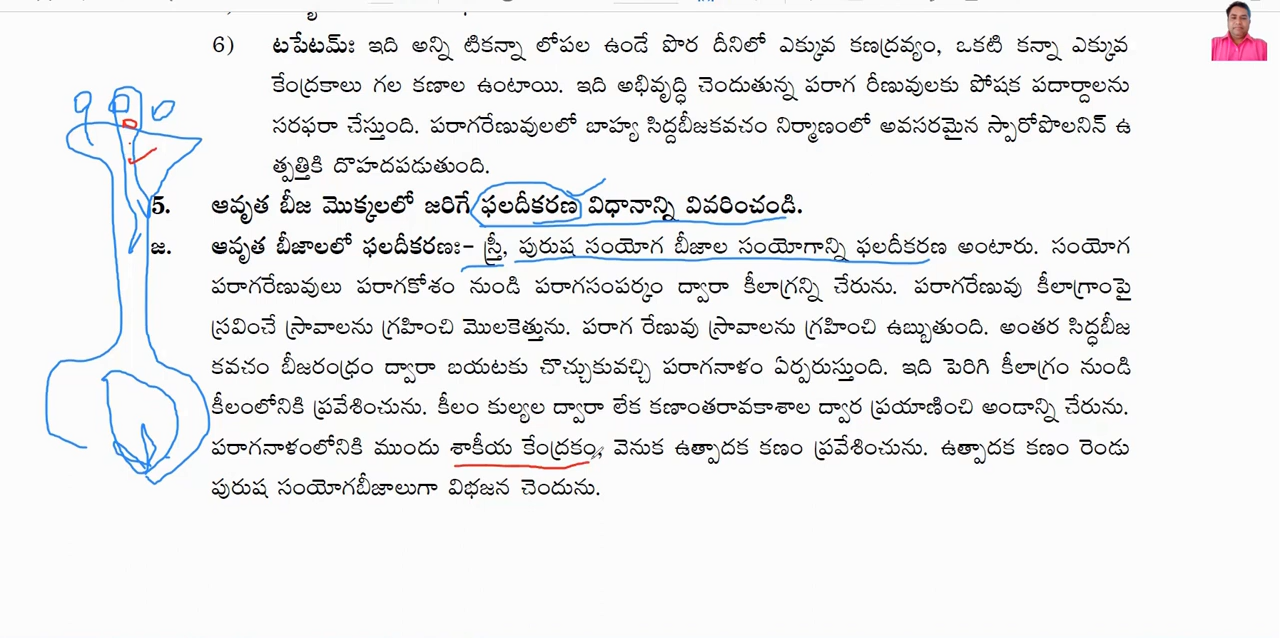 6) టపేటమ్: ఇది అన్ని టికన్నా లోపల ఉండే పొర దీనిలో ఎక్కువ కణద్రవ్యం, ఒకటి కన్నా ఎక్కువ
కేంద్రకాలు గల కణాల ఉంటాయి. ఇది అభివృద్ధి చెందుతున్న పరాగ రీణువులకు పోషక పదార్దాలను
సరఫరా చేస్తుంది. పరాగరేణువులలో బాహ్య సిద్దబీజకవచం నిర్మాణంలో అవసరమైన స్పొరోపొలనిన్ ఉ
త్పత్తికి దొహదపడుతుంది.
5. ఆవృత బీజ మొక్కలలో జరిగే ఫలదీకరణ విధానాన్ని వివరించండి.
జ. ఆవృత బీజాలలో ఫలదీకరణః- స్త్రీ, పురుష సంయోగ బీజాల సంయోగాన్ని ఫలదీకరణ అంటారు. సంయోగ
పరాగరేణువులు పరాగకోశం నుండి పరాగసంపర్కం ద్వారా కీలాగ్రన్ని చేరును. పరాగరేణువు కీలాగ్రాంపై
స్రవించే స్రావాలను గ్రహించి మొలకెత్తును. పరాగ రేణువు స్రావాలను గ్రహించి ఉబ్బుతుంది. అంతర సిద్ధబీజ
కవచం బీజరంధ్రం ద్వారా బయటకు చొచ్చుకువచ్చి పరాగనాళం ఏర్పరుస్తుంది. ఇది పెరిగి కీలాగ్రం నుండి
కీలంలోనికి ప్రవేశించును. కీలం కుల్యల ద్వారా లేక కణాంతరావకాశాల ద్వార ప్రయాణించి అండాన్ని చేరును.
పరాగనాళంలోనికి ముందు శాకీయ కేంద్రకం, వెనుక ఉత్పాదక కణం ప్రవేశించును. ఉత్పాదక కణం రెండు
పురుష సంయోగబీజాలుగా విభజన చెందును.